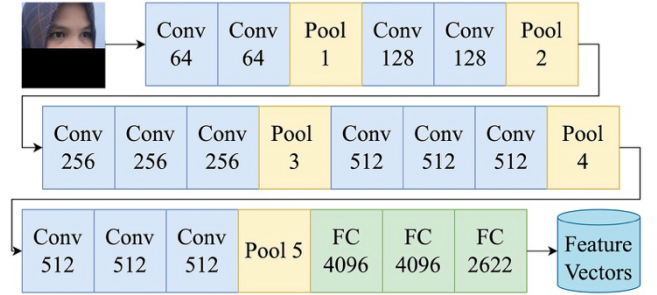 Conv 64
Conv 64
Pool 1
Conv 128
Conv 128
Pool 2
Conv 256
Conv 256
Conv 256
Pool 3
Conv 512
Conv 512
Conv 512
Pool 4
Conv 512
Conv 512
Conv 512
Pool 5
FC 4096
FC 4096
FC 2622
Feature Vectors